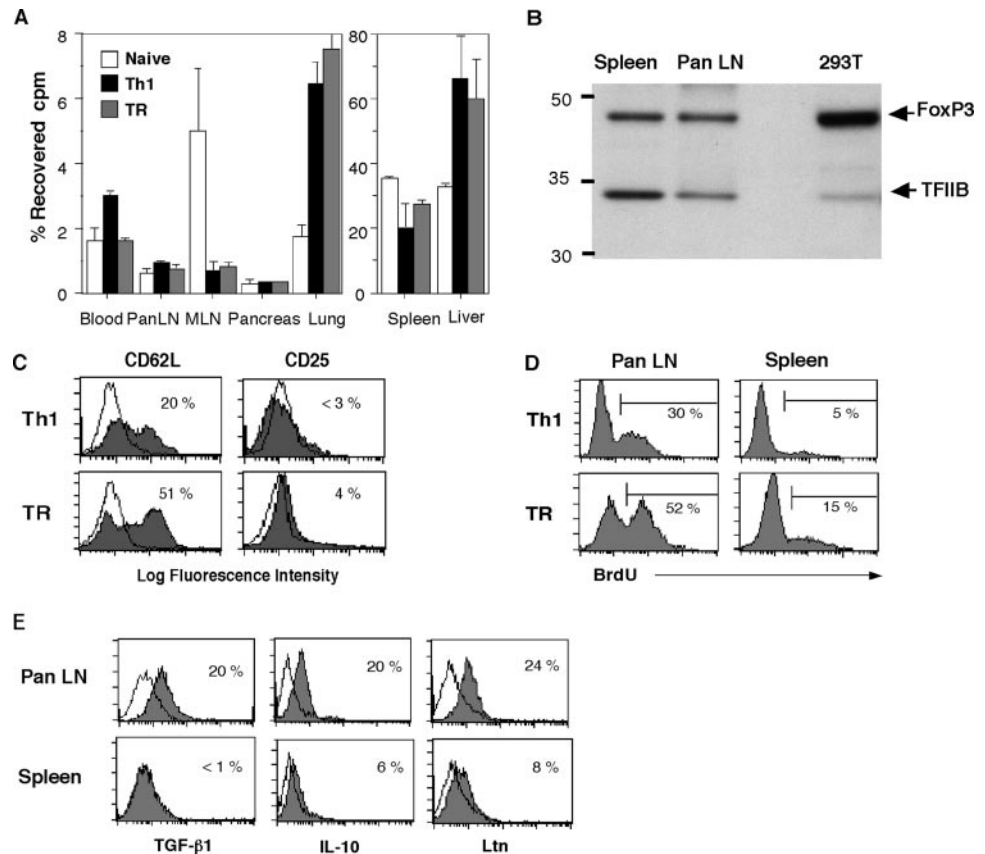 A
8
6
4
2
0
% Recovered cpm
Naive
Th1
TR
Blood PanLN MLN Pancreas Lung
80
60
40
20
0
Spleen Liver
B
Spleen Pan LN 293T
50
35
30
FoxP3
TFIIB
C
CD62L CD25
Th1
20 %
< 3 %
TR
51 %
4 %
Log Fluorescence Intensity
D
Pan LN Spleen
Th1
30 %
5 %
TR
52 %
15 %
BrdU
E
Pan LN
20 %
20 %
24 %
Spleen
< 1 %
6 %
8 %
TGF-β1 IL-10 Ltn